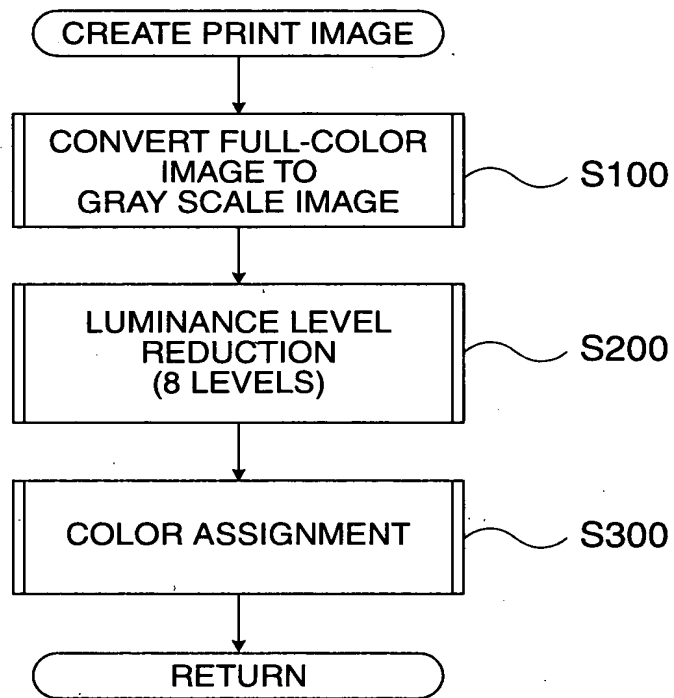 CREATE PRINT IMAGE
CONVERT FULL-COLOR
IMAGE TO
GRAY SCALE IMAGE
S100
LUMINANCE LEVEL
REDUCTION
(8 LEVELS)
S200
COLOR ASSIGNMENT
S300
RETURN